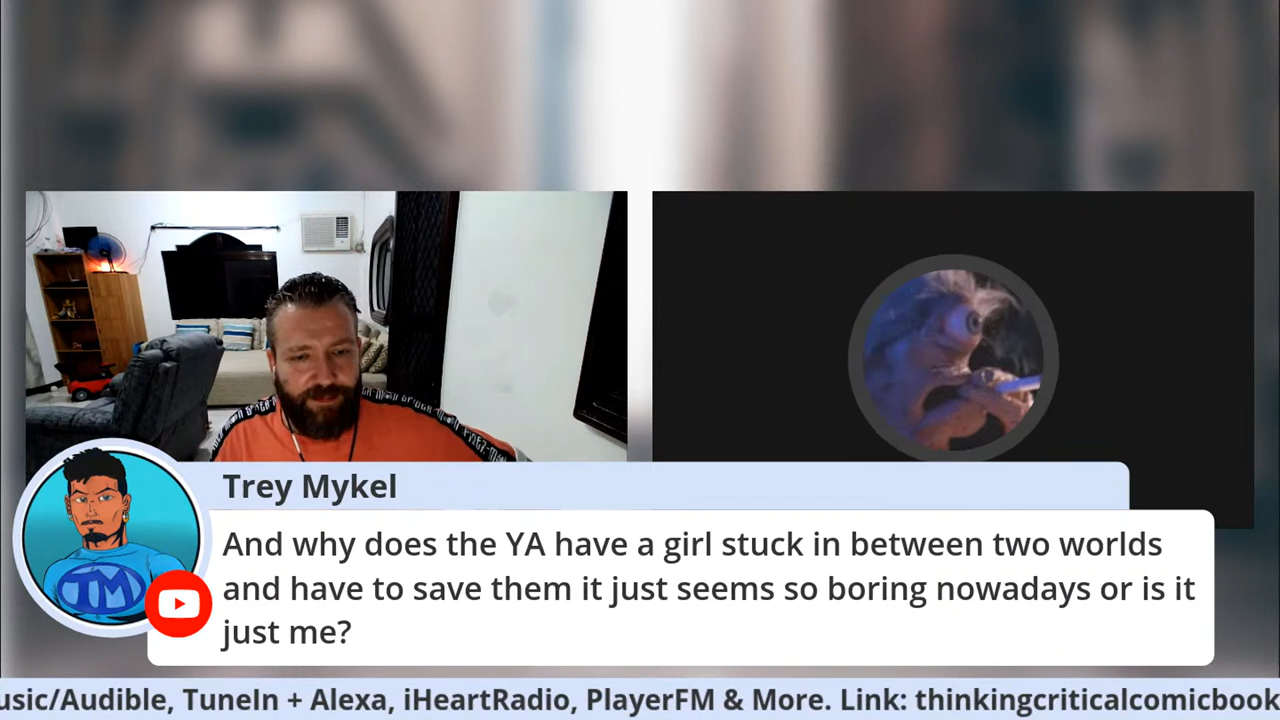 Trey Mykel
And why does the YA have a girl stuck in between two worlds
and have to save them it just seems so boring nowadays or is it
just me?
TM
usic/Audible, TuneIn + Alexa, iHeartRadio, PlayerFM & More. Link: thinkingcriticalcomicbook